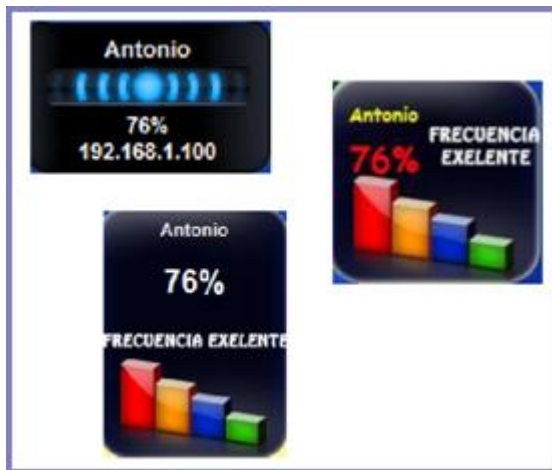 Antonio
76%
192.168.1.100
Antonio
76%
FRECUENCIA
EXELENTE
Antonio
76%
FRECUENCIA EXELENTE